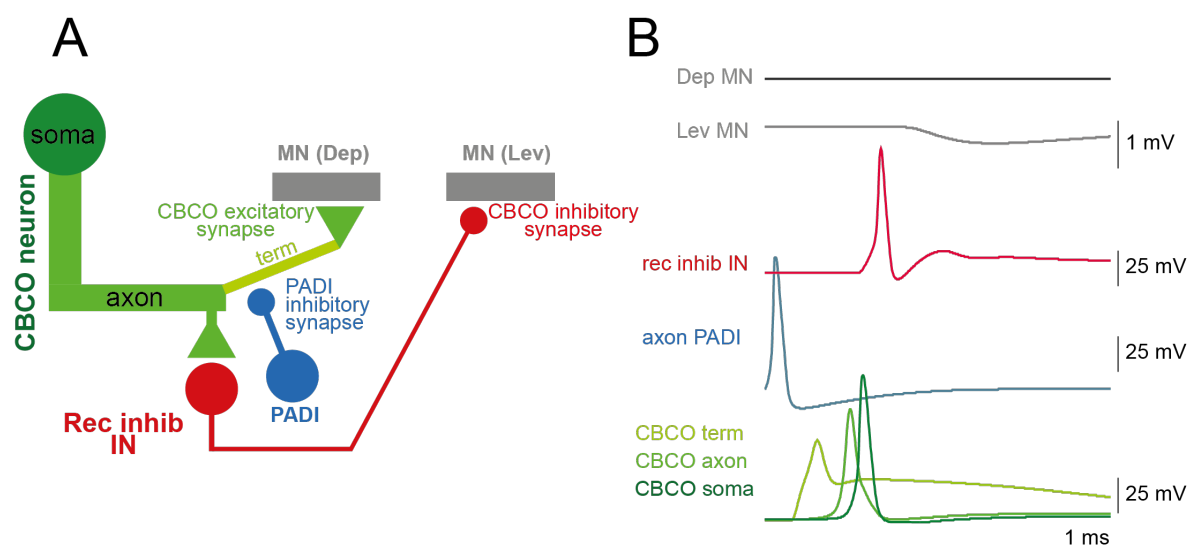 A
soma
CBCO neuron
axon
MN (Dep)
MN (Lev)
CBCO excitatory
synapse
term
CBCO inhibitory
synapse
PADI
inhibitory
synapse
PADI
Rec inhib
IN
B
Dep MN
Lev MN
1 mV
rec inhib IN
25 mV
axon PADI
25 mV
CBCO term
CBCO axon
CBCO soma
25 mV
1 ms